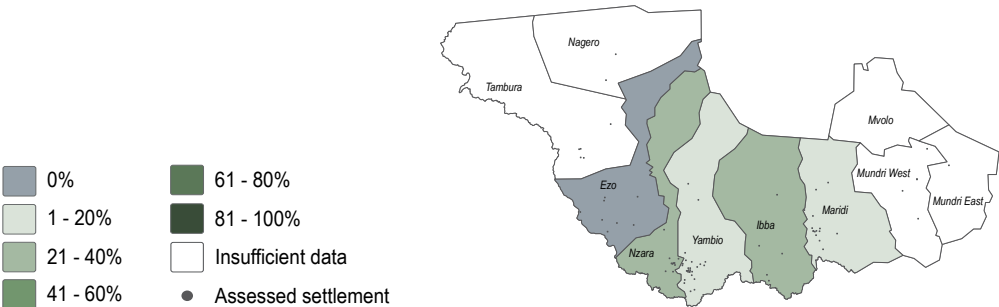 0%
1 - 20%
21 - 40%
41 - 60%
61 - 80%
81 - 100%
Insufficient data
Assessed settlement
Nagero
Tambura
Mvolo
Mundri West
Ezo
Mundri East
Maridi
Ibba
Yambio
Nzara